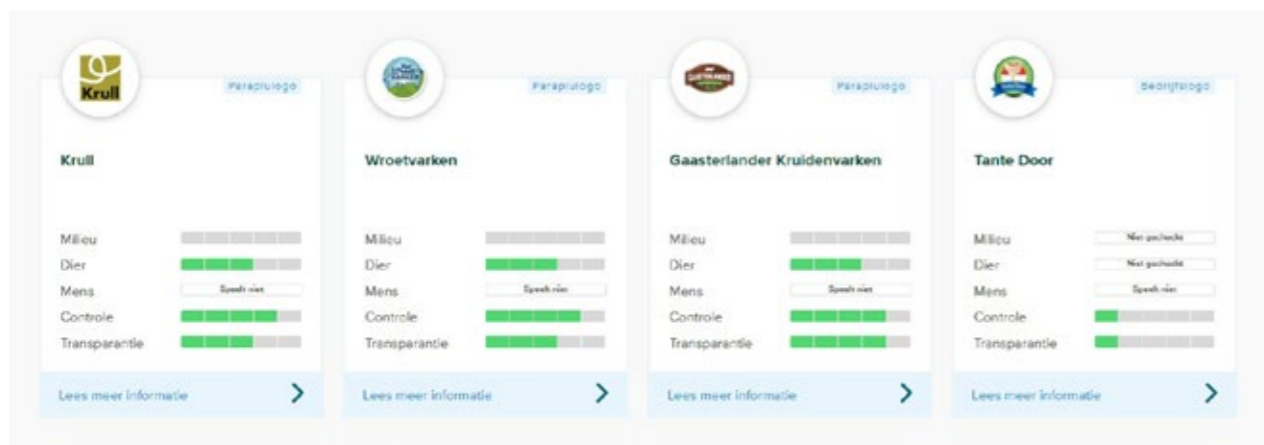 Krull
Paraplulogo
Krull
Milieu
Dier
Mens
Speelt niet
Controle
Transparantie
Lees meer informatie
Paraplulogo
Wroetvarken
Milieu
Dier
Mens
Speelt niet
Controle
Transparantie
Lees meer informatie
Paraplulogo
Gaasterlander Kruidenvarken
Milieu
Dier
Mens
Speelt niet
Controle
Transparantie
Lees meer informatie
Bedrijfslogo
Tante Door
Milieu
Niet gecheckt
Dier
Niet gecheckt
Mens
Speelt niet
Controle
Transparantie
Lees meer informatie